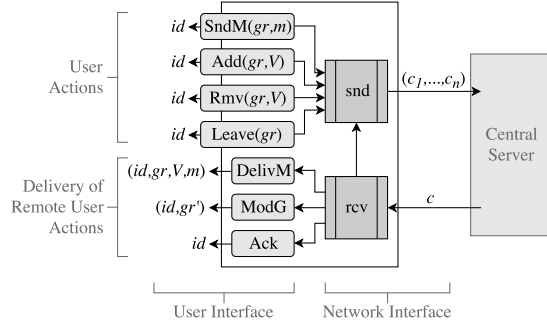 User
Actions
id
SndM(gr,m)
id
Add(gr,V)
id
Rmv(gr,V)
id
Leave(gr)
snd
(c1,...,cn)
Central
Server
Delivery of
Remote User
Actions
(id,gr,V,m)
DelivM
(id,gr')
ModG
id
Ack
rcv
c
User Interface
Network Interface